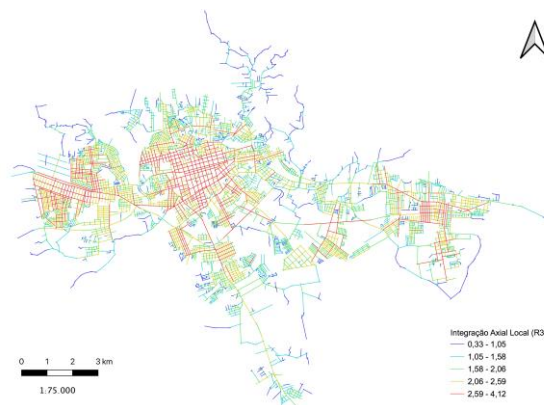 Integração Axial Local (R3
0,33 - 1,05
1,05 - 1,58
1,58 - 2,06
2,06 - 2,59
2,59 - 4,12
0 1 2 3 km
1:75.000